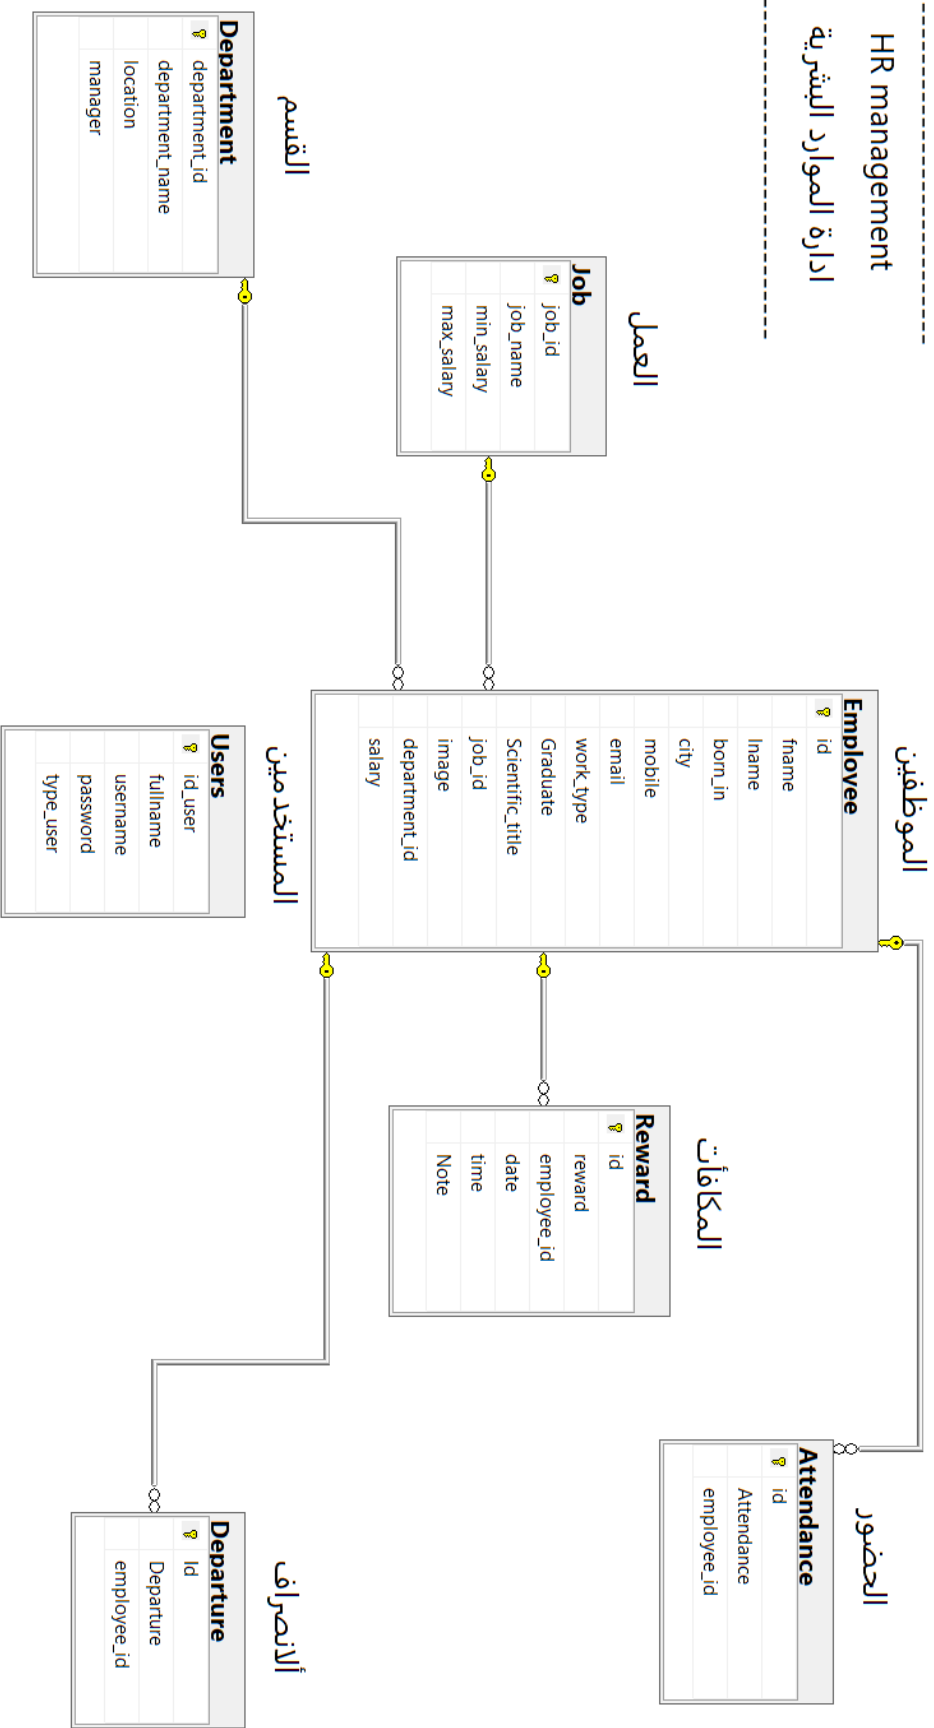 HR management
ادارة الموارد البشرية
القسم
Department
department_id
department_name
location
manager
العمل
Job
job_id
job_name
min_salary
max_salary
الموظفين
Employee
id
fname
lname
born_in
city
mobile
email
work_type
Graduate
Scientific_title
job_id
image
department_id
salary
المستخدمين
Users
id_user
fullname
username
password
type_user
المكافأت
Reward
id
reward
employee_id
date
time
Note
الحضور
Attendance
id
Attendance
employee_id
ألانصراف
Departure
Id
Departure
employee_id